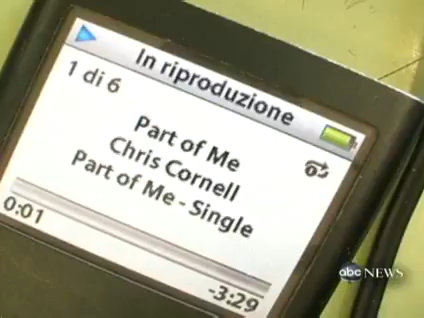 In riproduzione
1 di 6
Part of Me
Chris Cornell
Part of Me - Single
0:01
-3:29
abc NEWS